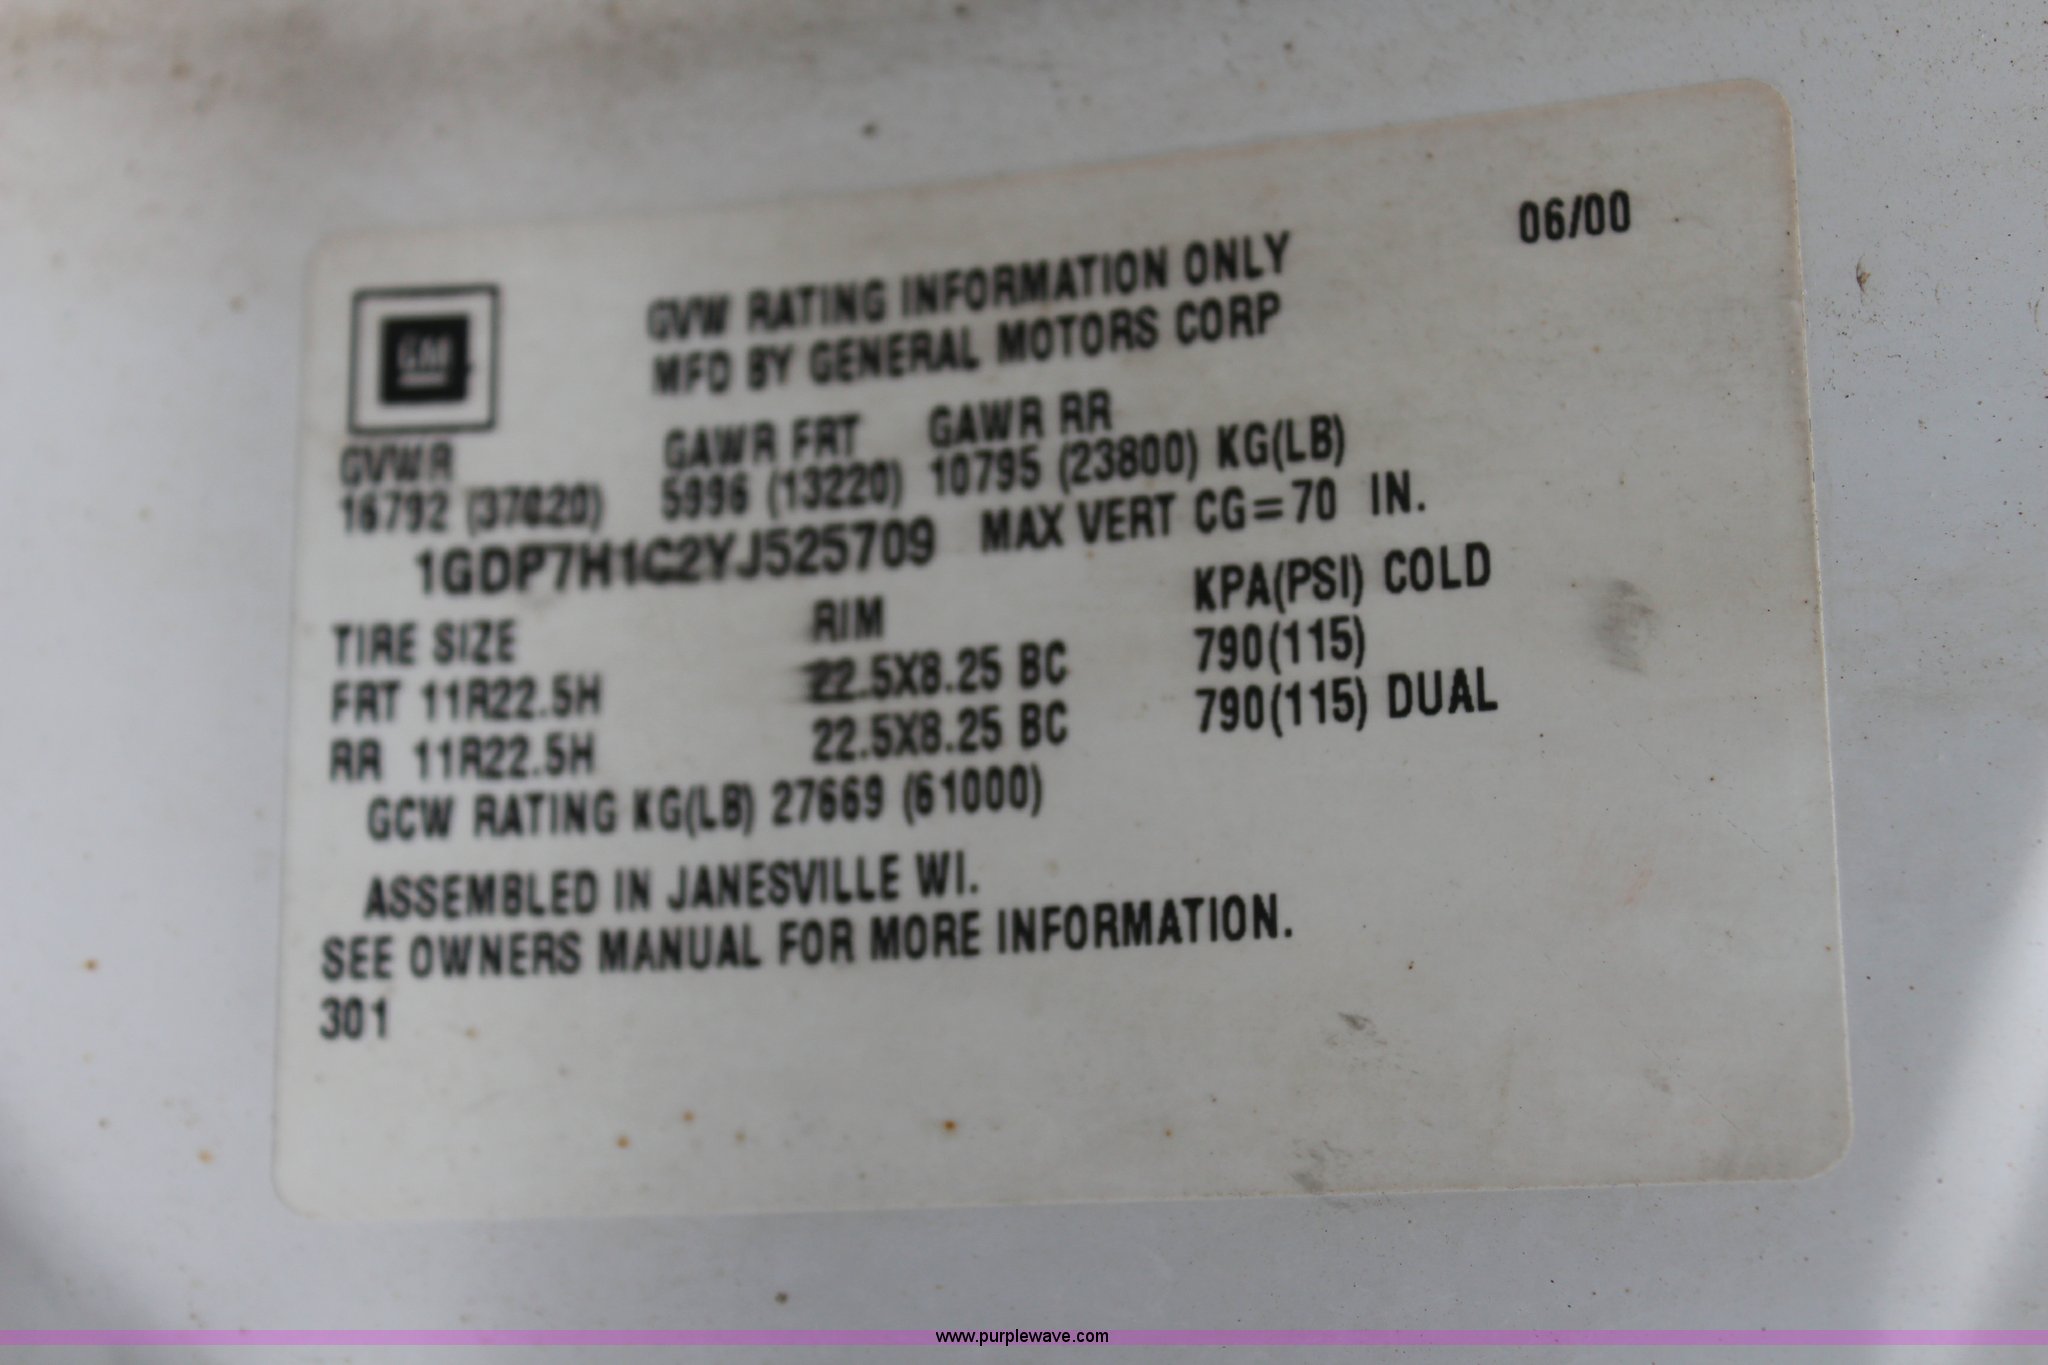 06/00
GM
GVW RATING INFORMATION ONLY
MFD BY GENERAL MOTORS CORP
GVWR GAWR FRT GAWR RR
16792 (37020) 5996 (13220) 10795 (23800) KG(LB)
1GDP7H1C2YJ525709 MAX VERT CG=70 IN.
TIRE SIZE RIM KPA(PSI) COLD
FRT 11R22.5H 22.5X8.25 BC 790(115)
RR 11R22.5H 22.5X8.25 BC 790(115) DUAL
GCW RATING KG(LB) 27669 (61000)
ASSEMBLED IN JANESVILLE WI.
SEE OWNERS MANUAL FOR MORE INFORMATION.
301
www.purplewave.com